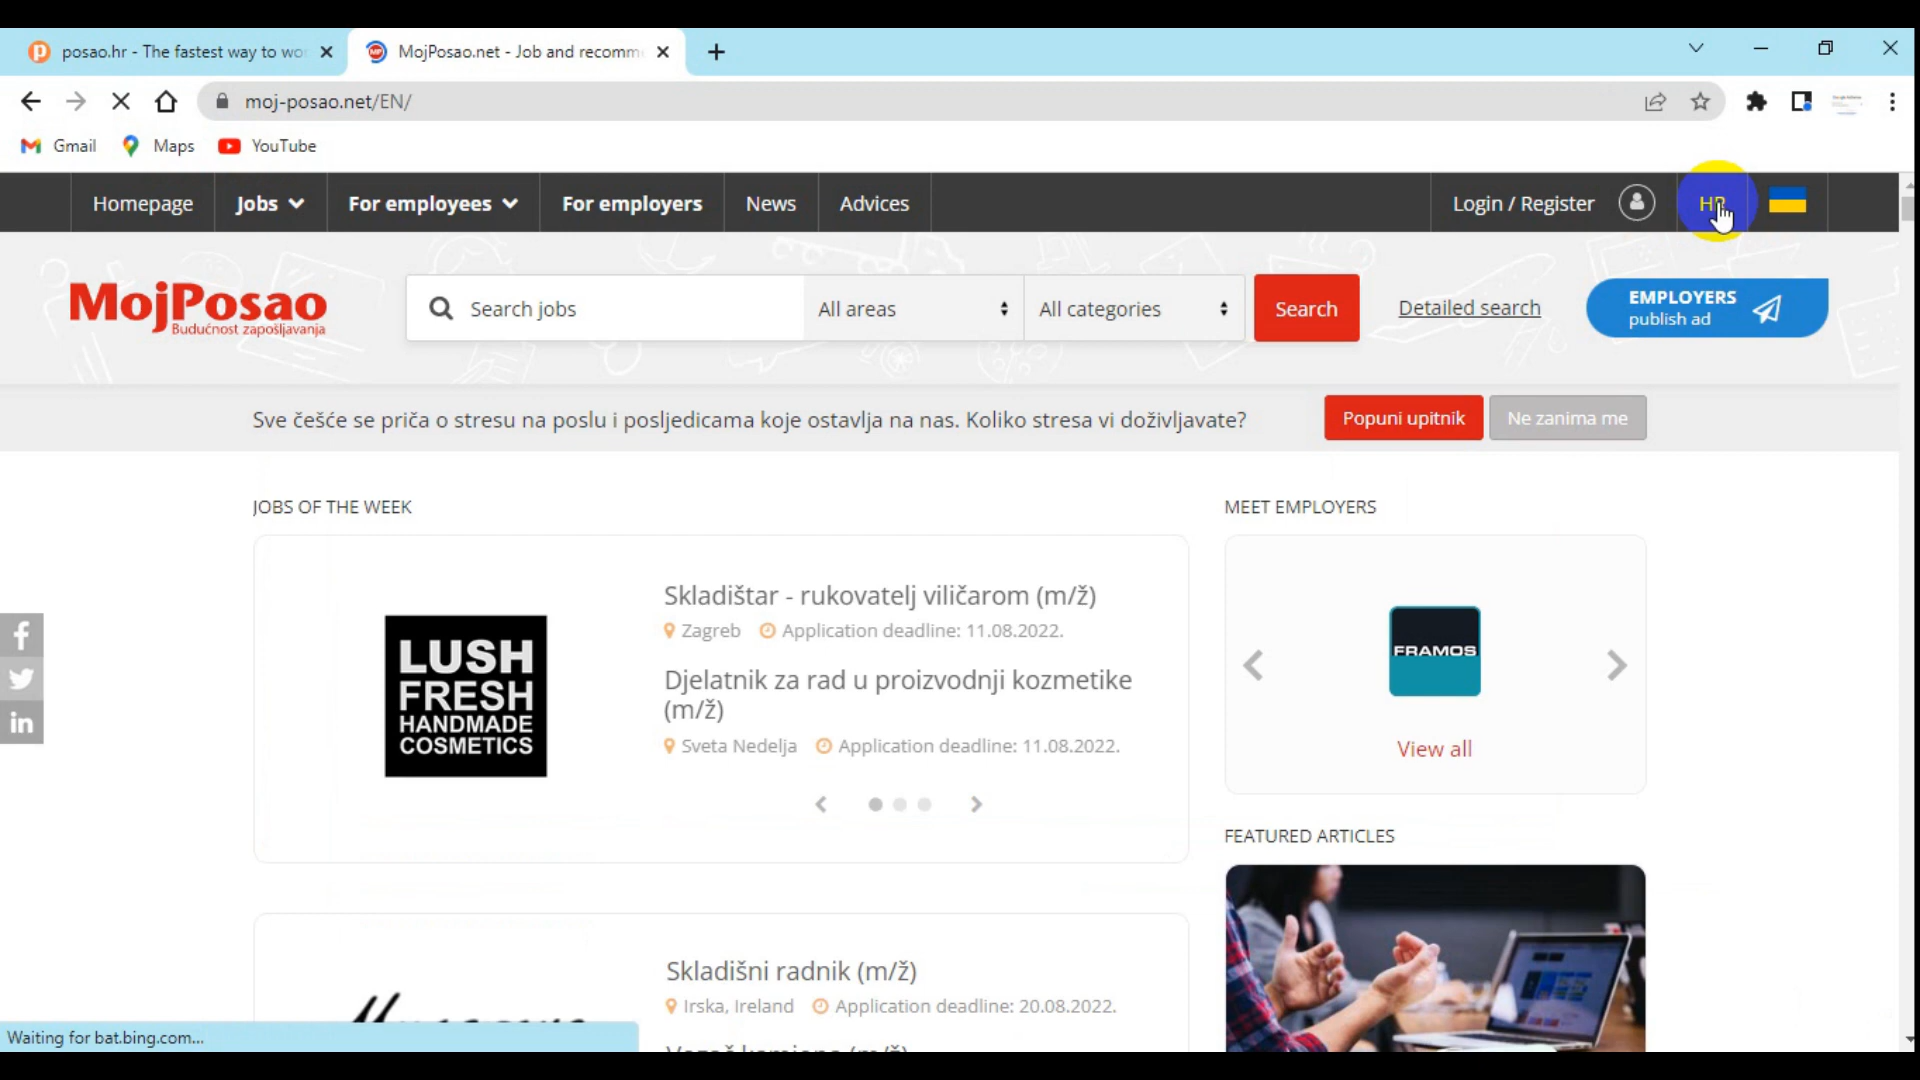 posao.hr - The fastest way to wo
MojPosao.net - Job and recomm
moj-posao.net/EN/
Gmail Maps YouTube
Homepage Jobs For employees For employers News Advices Login / Register HR
MojPosao
Budućnost zapošljavanja
Search jobs All areas All categories Search Detailed search
EMPLOYERS
publish ad
Sve češće se priča o stresu na poslu i posljedicama koje ostavlja na nas. Koliko stresa vi doživljavate? Popuni upitnik Ne zanima me
JOBS OF THE WEEK
LUSH
FRESH
HANDMADE
COSMETICS
Skladištar - rukovatelj viličarom (m/ž)
Zagreb Application deadline: 11.08.2022.
Djelatnik za rad u proizvodnji kozmetike
(m/ž)
Sveta Nedelja Application deadline: 11.08.2022.
MEET EMPLOYERS
FRAMOS
View all
FEATURED ARTICLES
Skladišni radnik (m/ž)
Irska, Ireland Application deadline: 20.08.2022.
Vozač kamiona (m/ž)
f
in
Waiting for bat.bing.com...